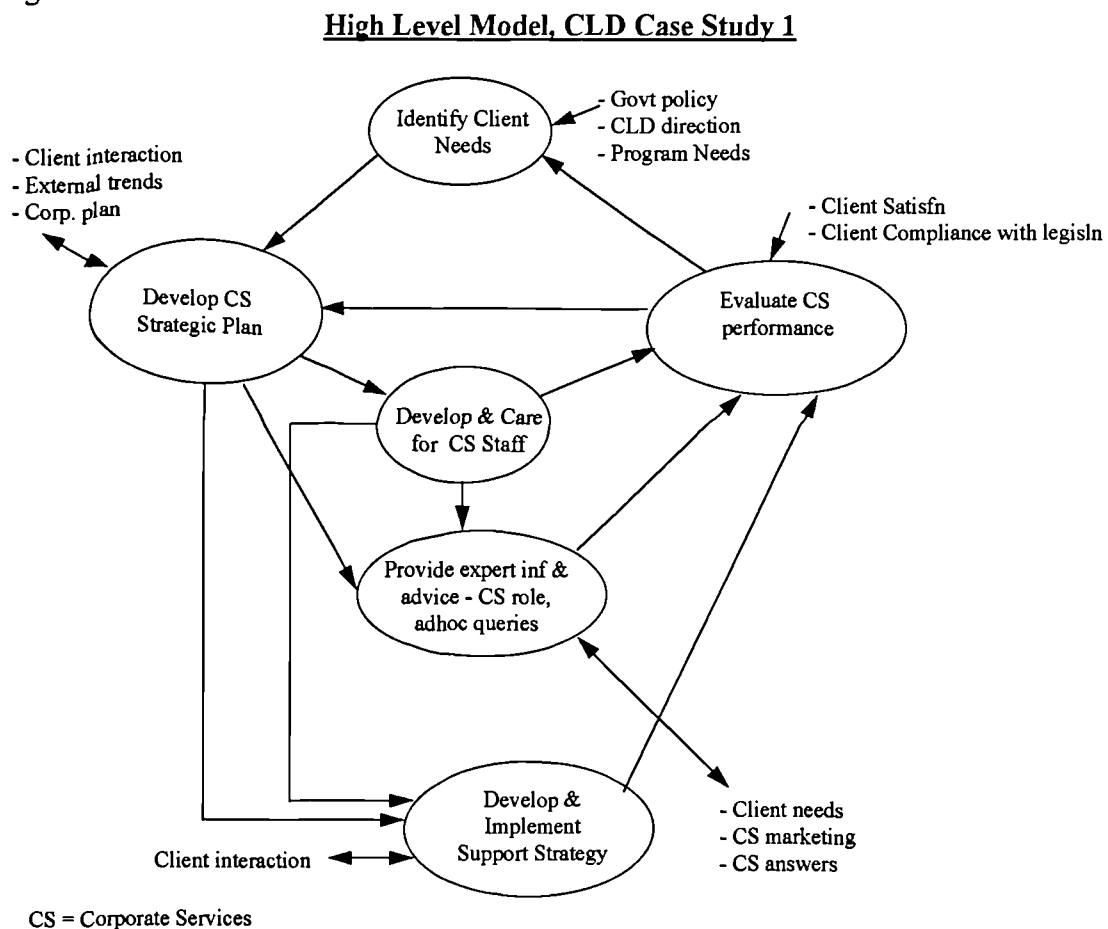 High Level Model, CLD Case Study 1
Identify Client
Needs
- Govt policy
- CLD direction
- Program Needs
- Client interaction
- External trends
- Corp. plan
- Client Satisfn
- Client Compliance with legisln
Develop CS
Strategic Plan
Evaluate CS
performance
Develop & Care
for CS Staff
Provide expert inf &
advice - CS role,
adhoc queries
Develop &
Implement
Support Strategy
Client interaction
- Client needs
- CS marketing
- CS answers
CS = Corporate Services